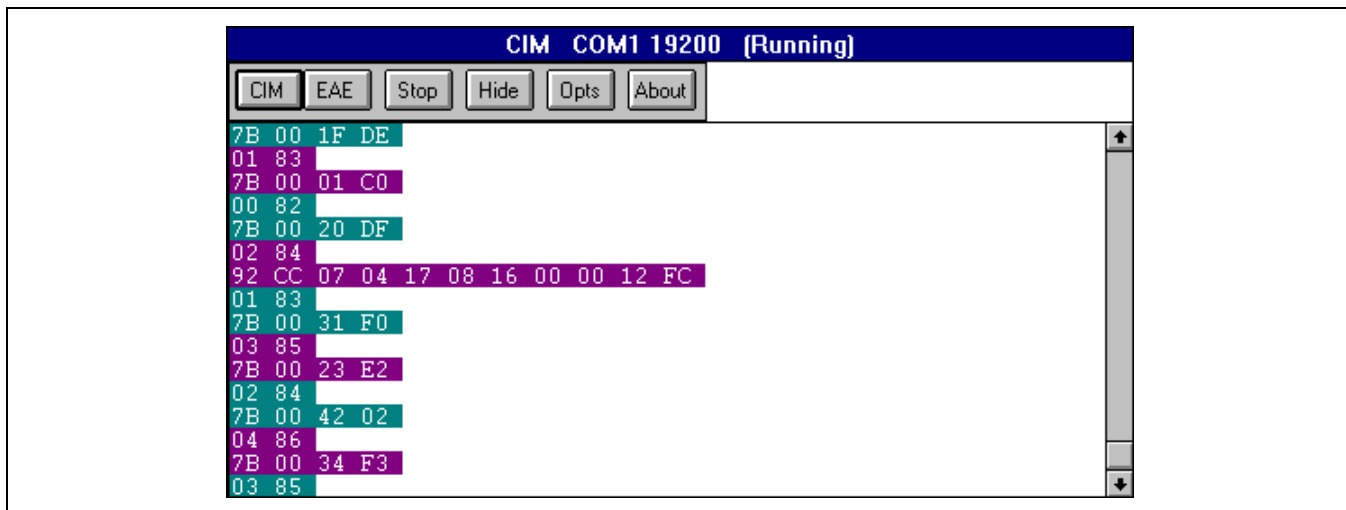 CIM COM1 19200 (Running)
CIM EAE Stop Hide Opts About
7B 00 1F DE
01 83
7B 00 01 C0
00 82
7B 00 20 DF
02 84
92 CC 07 04 17 08 16 00 00 12 FC
01 83
7B 00 31 F0
03 85
7B 00 23 E2
02 84
7B 00 42 02
04 86
7B 00 34 F3
03 85